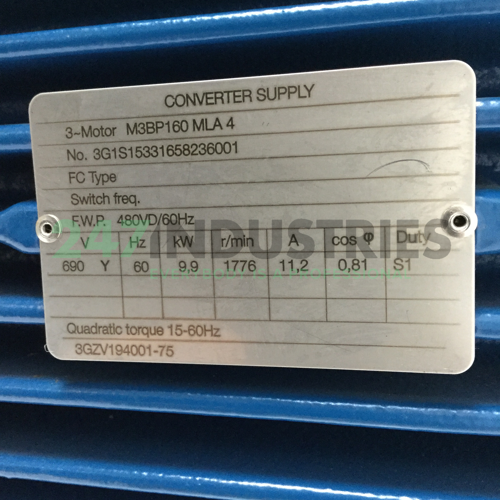 CONVERTER SUPPLY
3~Motor M3BP160 MLA 4
No. 3G1S15331658236001
FC Type
Switch freq.
F.W.P. 480VD/60Hz
247 INDUSTRIES
V Hz kW r/min A cos φ Duty
690 Y 60 9,9 1776 11,2 0,81 S1
Quadratic torque 15-60Hz
3GZV194001-75